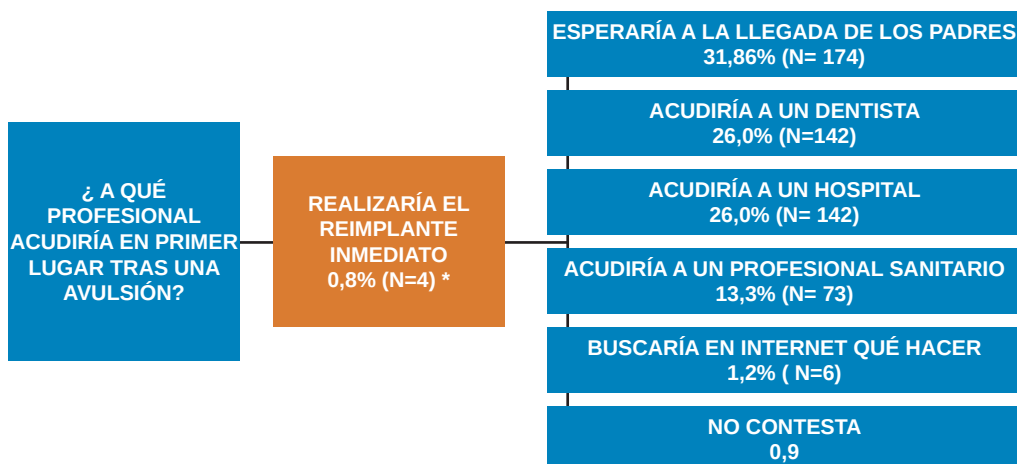 ¿ A QUÉ
PROFESIONAL
ACUDIRÍA EN PRIMER
LUGAR TRAS UNA
AVULSIÓN?
REALIZARÍA EL
REIMPLANTE
INMEDIATO
0,8% (N=4) *
ESPERARÍA A LA LLEGADA DE LOS PADRES
31,86% (N= 174)
ACUDIRÍA A UN DENTISTA
26,0% (N=142)
ACUDIRÍA A UN HOSPITAL
26,0% (N= 142)
ACUDIRÍA A UN PROFESIONAL SANITARIO
13,3% (N= 73)
BUSCARÍA EN INTERNET QUÉ HACER
1,2% ( N=6)
NO CONTESTA
0,9